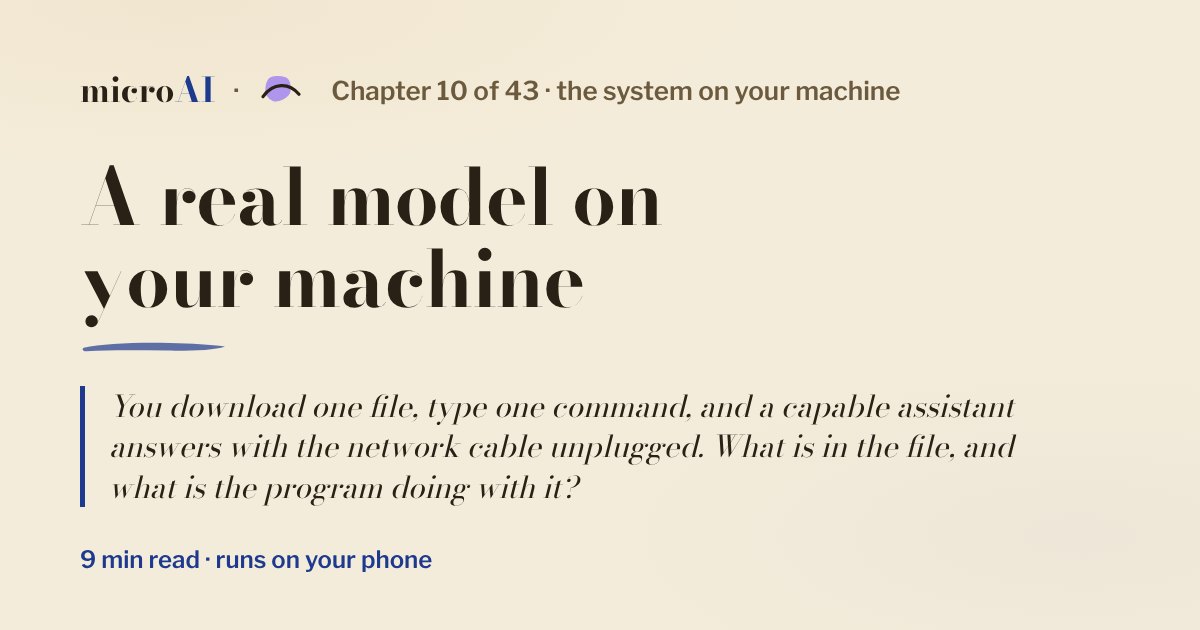 microAI · Chapter 10 of 43 · the system on your machine
A real model on
your machine
You download one file, type one command, and a capable assistant
answers with the network cable unplugged. What is in the file, and
what is the program doing with it?
9 min read · runs on your phone